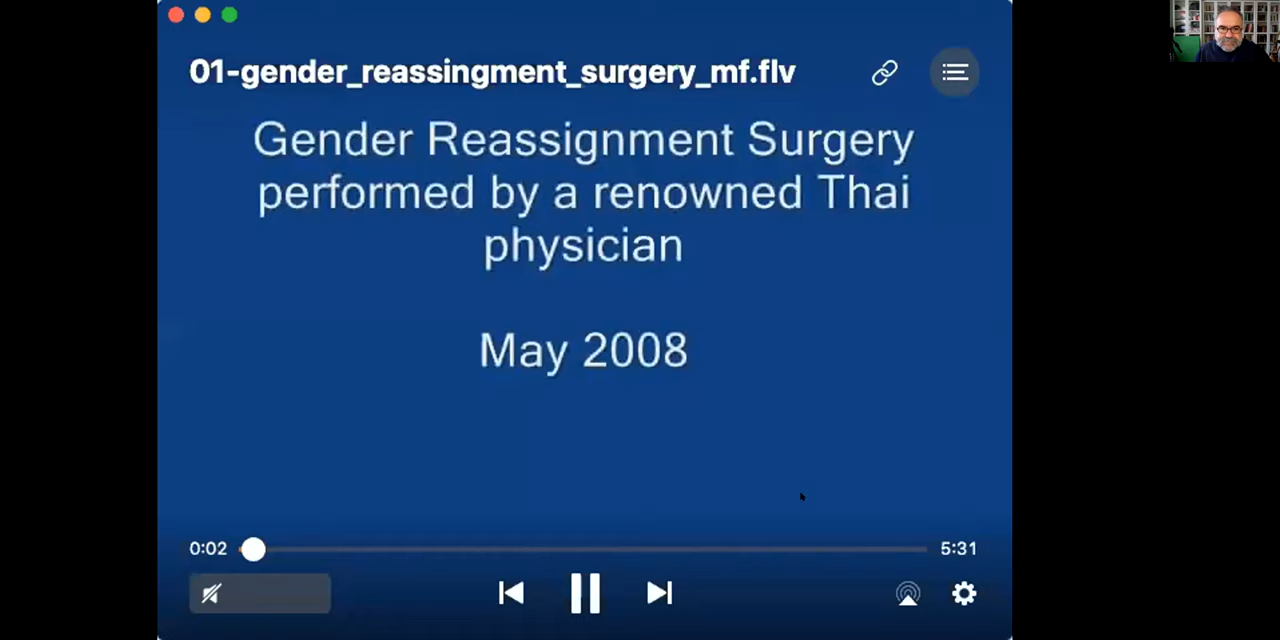 01-gender_reassingment_surgery_mf.flv
Gender Reassignment Surgery
performed by a renowned Thai
physician
May 2008
0:02
5:31